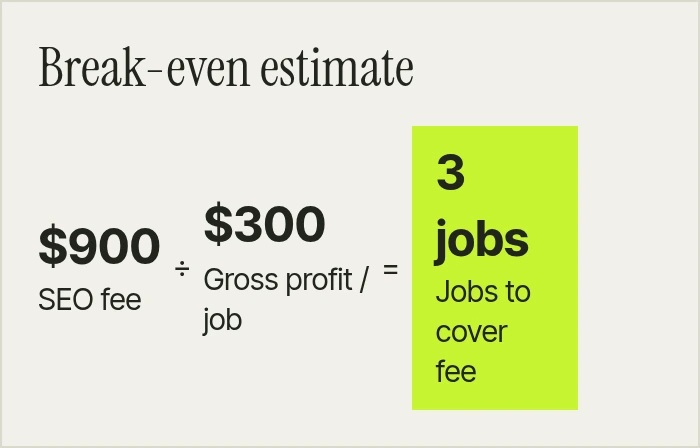 Break-even estimate
$900
SEO fee
÷
$300
Gross profit /
job
=
3
jobs
Jobs to
cover
fee